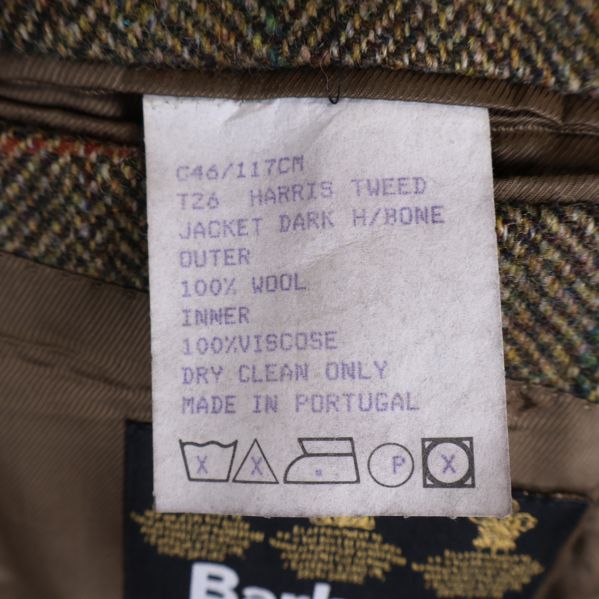 C46/117CM
T26 HARRIS TWEED
JACKET DARK H/BONE
OUTER
100% WOOL
INNER
100%VISCOSE
DRY CLEAN ONLY
MADE IN PORTUGAL
X X P X